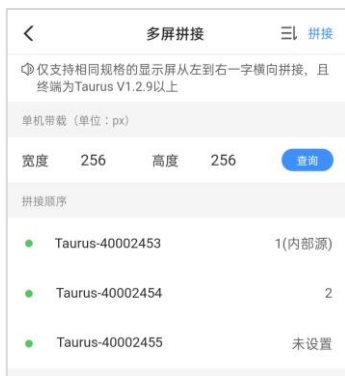 多屏拼接
拼接
仅支持相同规格的显示屏从左到右一字横向拼接，且
终端为Taurus V1.2.9以上
单机带载（单位：px）
宽度 256 高度 256 查询
拼接顺序
Taurus-40002453 1(内部源)
Taurus-40002454 2
Taurus-40002455 未设置